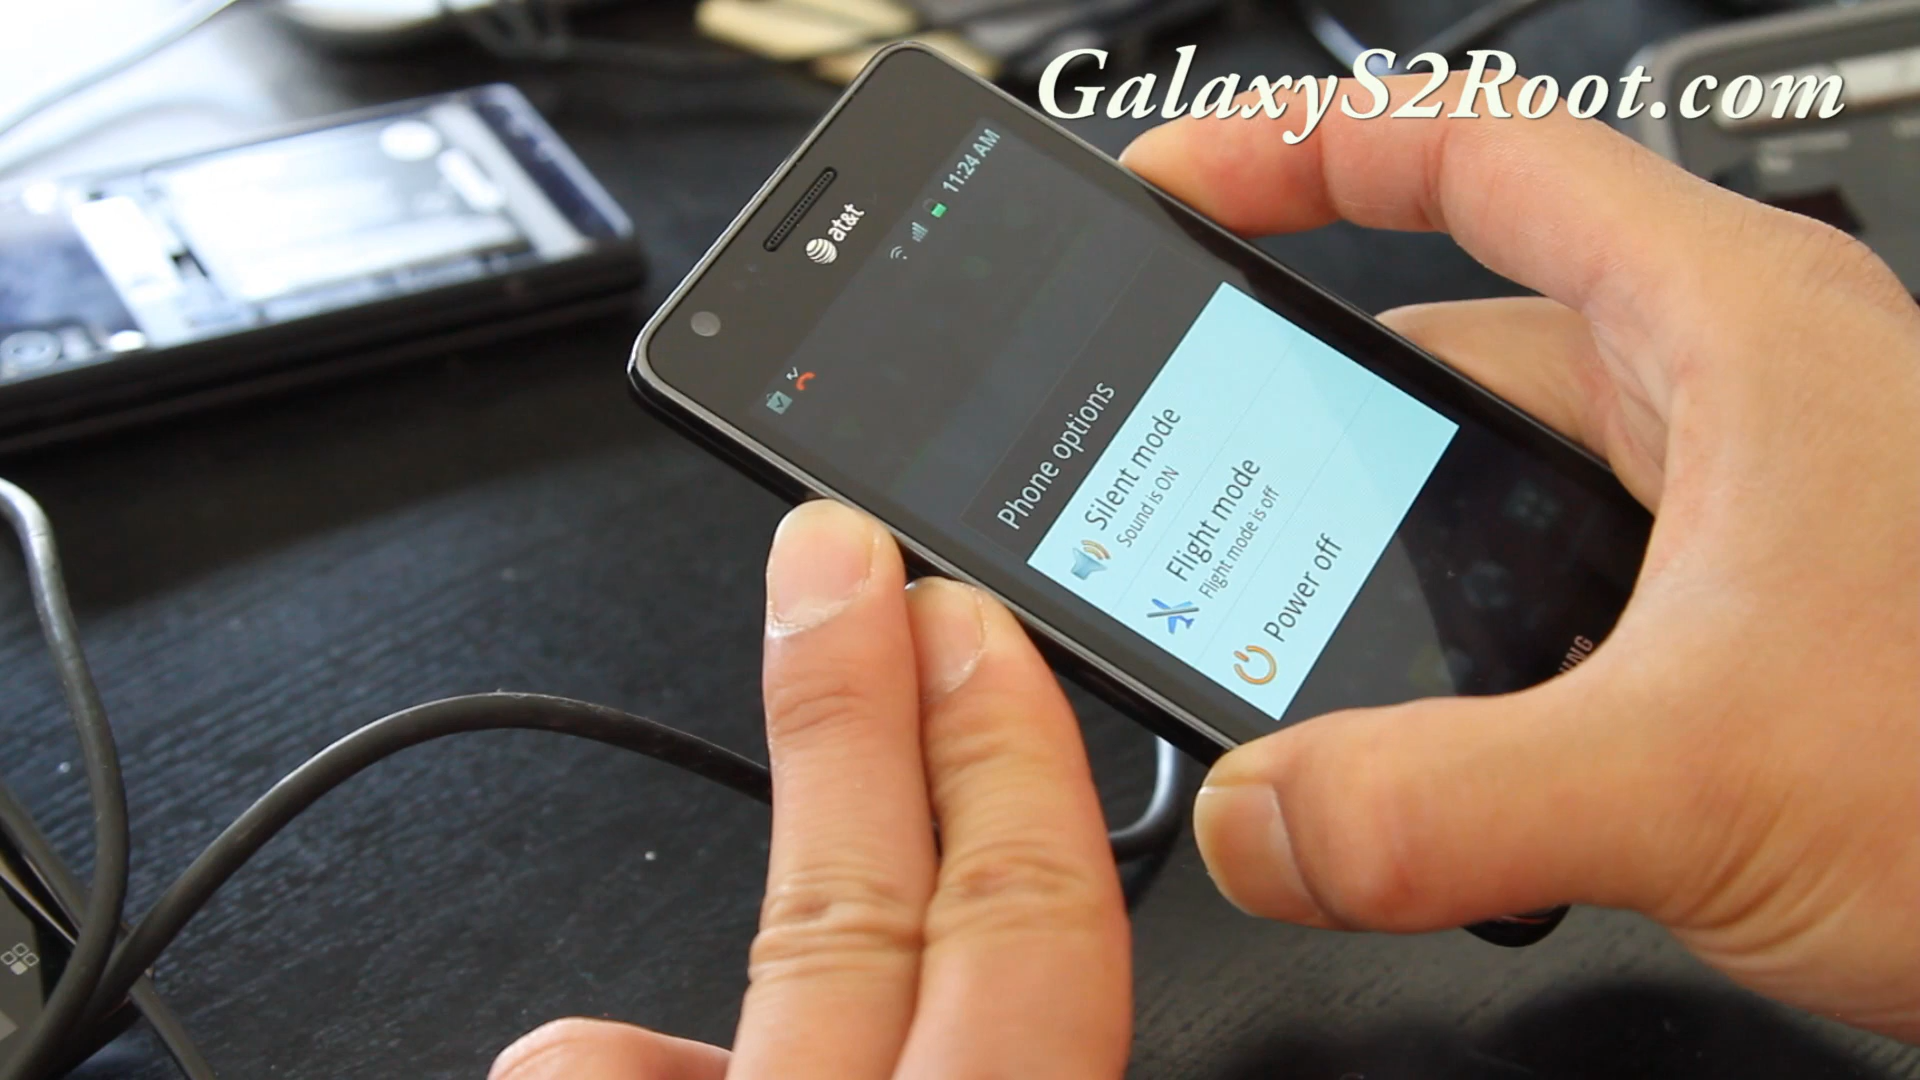 GalaxyS2Root.com
at&t
11:24 AM
Phone options
Silent mode
Sound is ON
Flight mode
Flight mode is off
Power off